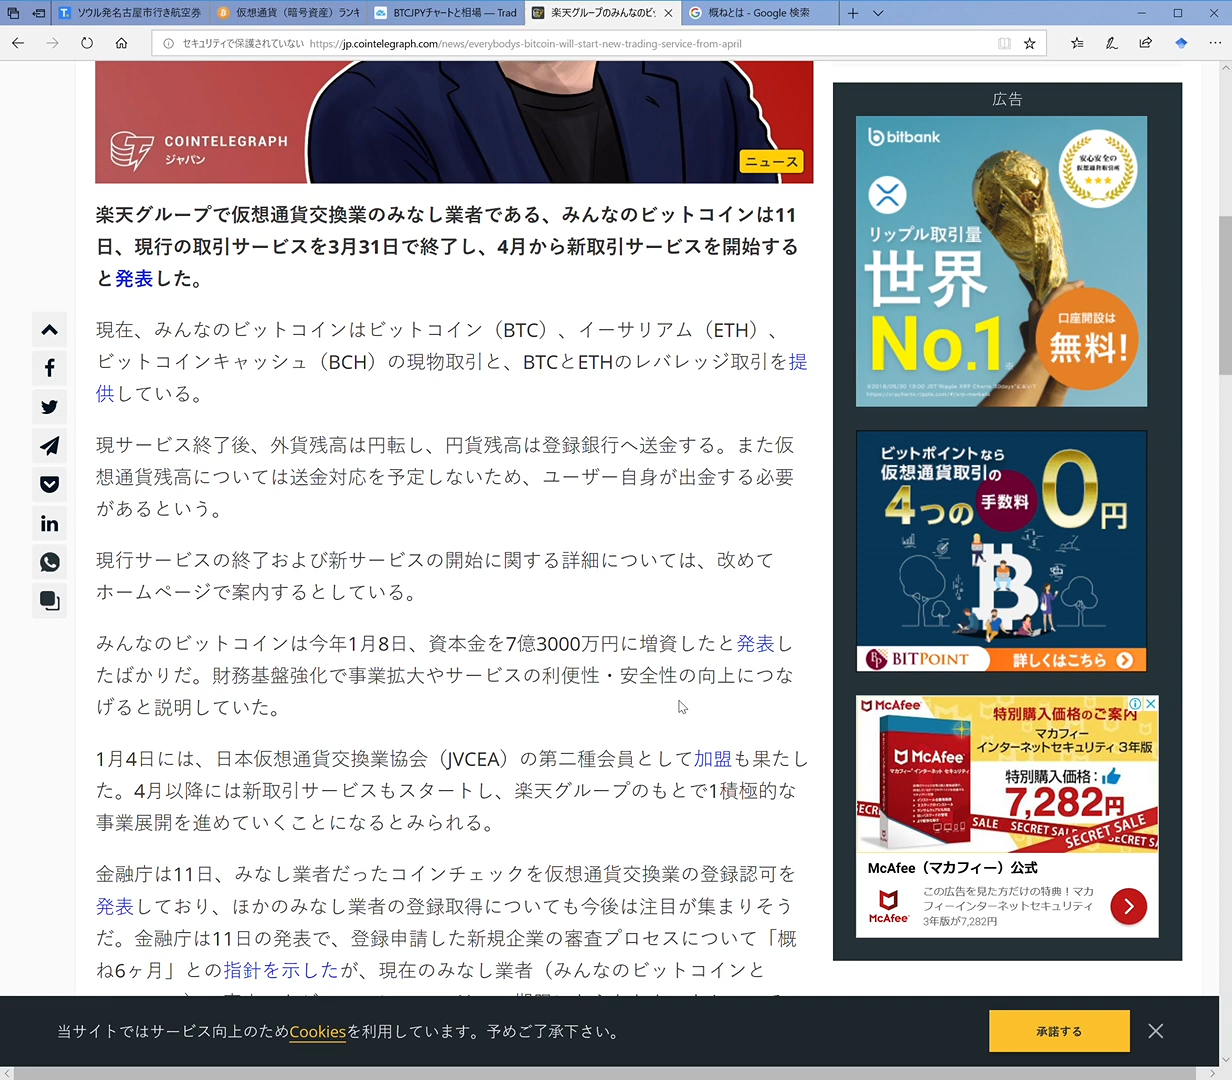 ソウル発名古屋市行き航空券
仮想通貨（暗号資産）ランキ
BTCJPYチャートと相場 — Trad
楽天グループのみんなのビッ
概ねとは - Google 検索
セキュリティで保護されていない https://jp.cointelegraph.com/news/everybodys-bitcoin-will-start-new-trading-service-from-april
COINTELEGRAPH
ジャパン
ニュース
楽天グループで仮想通貨交換業のみなし業者である、みんなのビットコインは11
日、現行の取引サービスを3月31日で終了し、4月から新取引サービスを開始する
と発表した。
現在、みんなのビットコインはビットコイン（BTC）、イーサリアム（ETH）、
ビットコインキャッシュ（BCH）の現物取引と、BTCとETHのレバレッジ取引を提
供している。
現サービス終了後、外貨残高は円転し、円貨残高は登録銀行へ送金する。また仮
想通貨残高については送金対応を予定しないため、ユーザー自身が出金する必要
があるという。
現行サービスの終了および新サービスの開始に関する詳細については、改めて
ホームページで案内するとしている。
みんなのビットコインは今年1月8日、資本金を7億3000万円に増資したと発表し
たばかりだ。財務基盤強化で事業拡大やサービスの利便性・安全性の向上につな
げると説明していた。
1月4日には、日本仮想通貨交換業協会（JVCEA）の第二種会員として加盟も果たし
た。4月以降には新取引サービスもスタートし、楽天グループのもとで1積極的な
事業展開を進めていくことになるとみられる。
金融庁は11日、みなし業者だったコインチェックを仮想通貨交換業の登録認可を
発表しており、ほかのみなし業者の登録取得についても今後は注目が集まりそう
だ。金融庁は11日の発表で、登録申請した新規企業の審査プロセスについて「概
ね6ヶ月」との指針を示したが、現在のみなし業者（みんなのビットコインと
広告
bitbank
安心安全の
仮想通貨取引所
リップル取引量
世界
No.1※
口座開設は
無料!
ビットポイントなら
仮想通貨取引の
4つの
手数料
0円
BITPOINT
詳しくはこちら
McAfee
特別購入価格のご案内
マカフィー
インターネットセキュリティ 3年版
McAfee
マカフィー インターネット セキュリティ
特別購入価格:
7,282円
SALE SECRET SALE
SECRET SALE
McAfee（マカフィー）公式
この広告を見た方だけの特典！マカ
フィーインターネットセキュリティ
3年版が7,282円
McAfee
当サイトではサービス向上のためCookiesを利用しています。予めご了承下さい。
承諾する